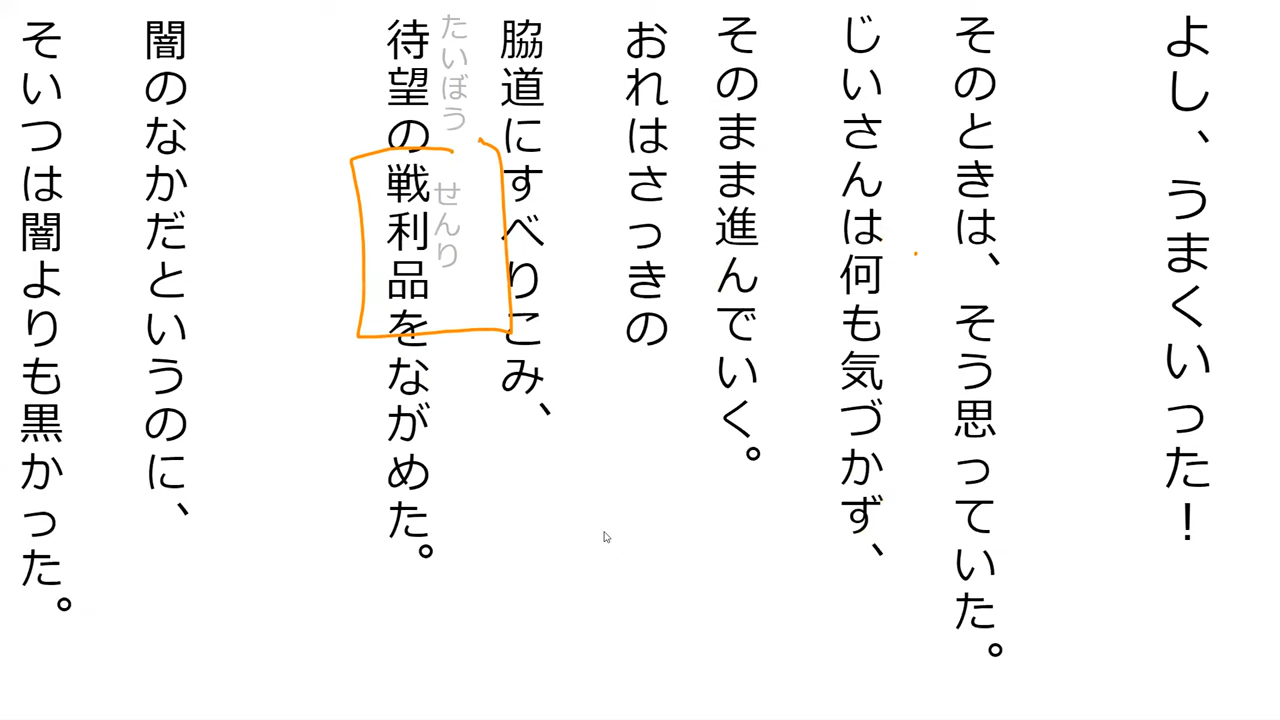 よし、うまくいった！
そのときは、そう思っていた。
じいさんは何も気づかず、
そのまま進んでいく。
おれはさっきの
脇道にすべりこみ、
たいぼう せんり
待望の戦利品をながめた。
闇のなかだというのに、
そいつは闇よりも黒かった。